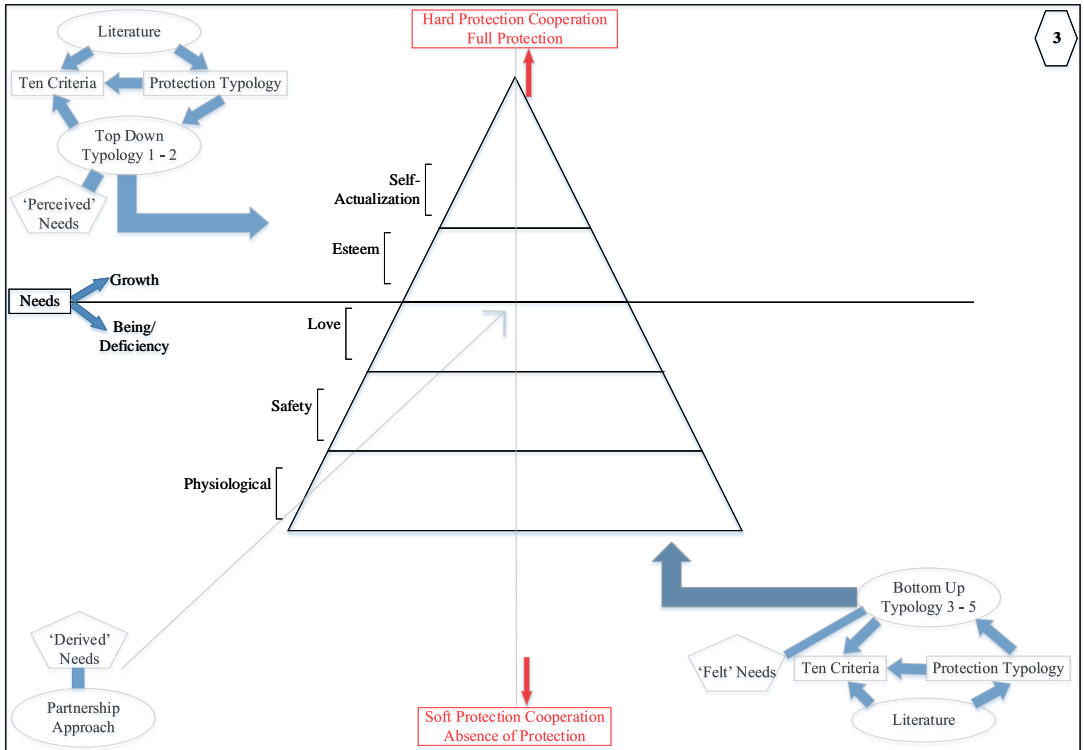 Literature
Ten Criteria
Protection Typology
Top Down
Typology 1 - 2
‘Perceived’
Needs
Hard Protection Cooperation
Full Protection
3
Self-
Actualization
Esteem
Needs
Growth
Being/
Deficiency
Love
Safety
Physiological
‘Derived’
Needs
Partnership
Approach
Soft Protection Cooperation
Absence of Protection
Bottom Up
Typology 3 - 5
‘Felt’ Needs
Ten Criteria
Protection Typology
Literature